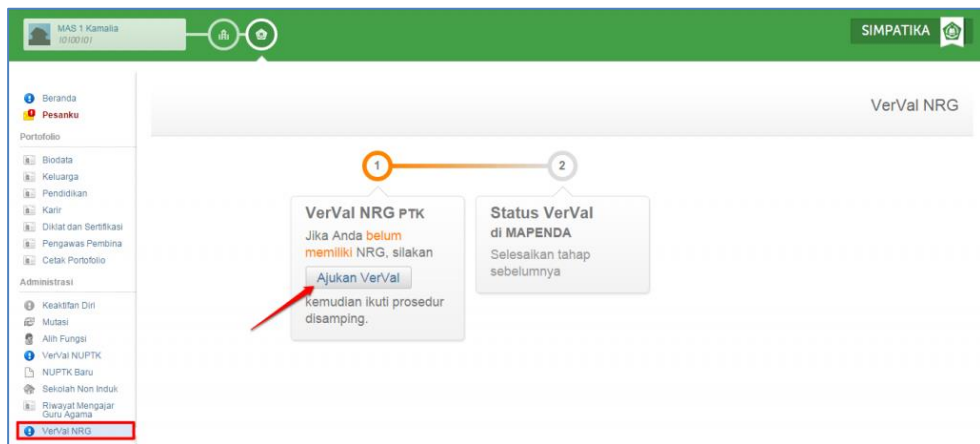 MAS 1 Kamalia
10100101
SIMPATIKA
Beranda
Pesanku
Portofolio
Biodata
Keluarga
Pendidikan
Karir
Diklat dan Sertifikasi
Pengawas Pembina
Cetak Portofolio
Administrasi
Keaktifan Diri
Mutasi
Alih Fungsi
VerVal NUPTK
NUPTK Baru
Sekolah Non Induk
Riwayat Mengajar
Guru Agama
VerVal NRG
VerVal NRG
1
2
VerVal NRG PTK
Jika Anda belum
memiliki NRG, silakan
Ajukan VerVal
kemudian ikuti prosedur
disamping.
Status VerVal
di MAPENDA
Selesaikan tahap
sebelumnya